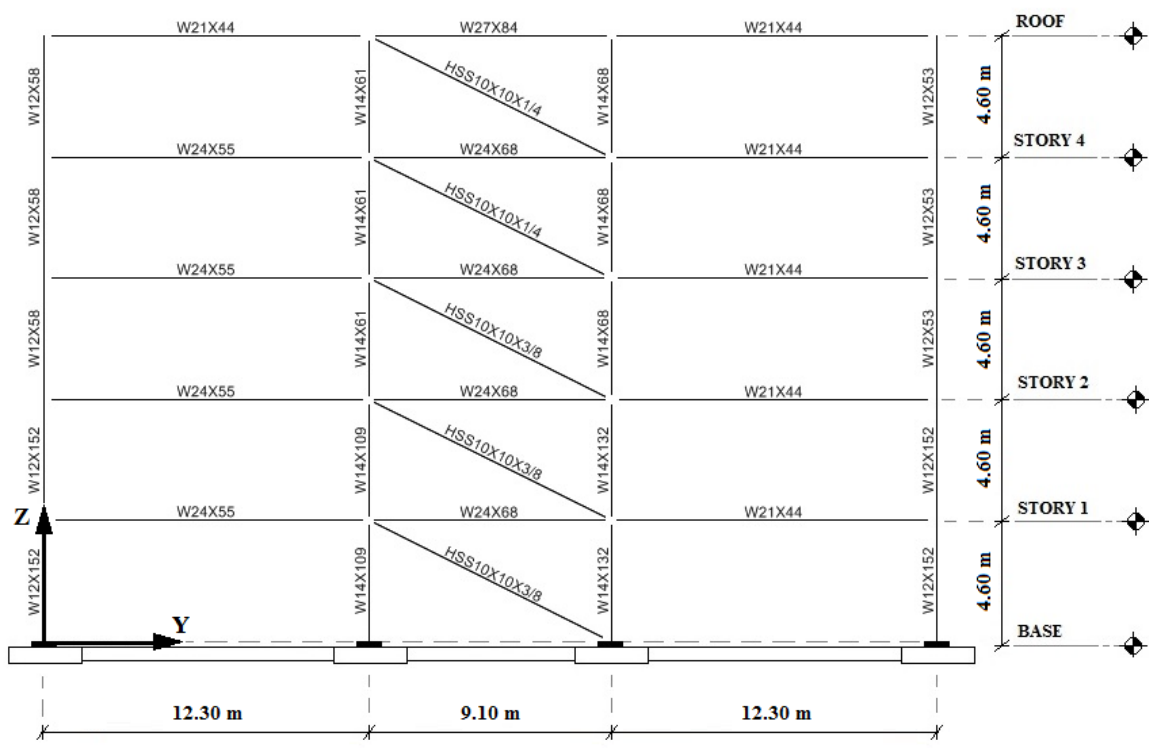 W21X44 W27X84 W21X44 ROOF
W12X58 HSS10X10X1/4 W14X61 W14X68 W12X53 4.60 m
W24X55 W24X68 W21X44 STORY 4
W12X58 HSS10X10X1/4 W14X61 W14X68 W12X53 4.60 m
W24X55 W24X68 W21X44 STORY 3
W12X58 HSS10X10X3/8 W14X61 W14X68 W12X53 4.60 m
W24X55 W24X68 W21X44 STORY 2
W12X152 HSS10X10X3/8 W14X109 W14X132 W12X152 4.60 m
Z W24X55 W24X68 W21X44 STORY 1
W12X152 HSS10X10X3/8 W14X109 W14X132 W12X152 4.60 m
Y BASE
12.30 m 9.10 m 12.30 m